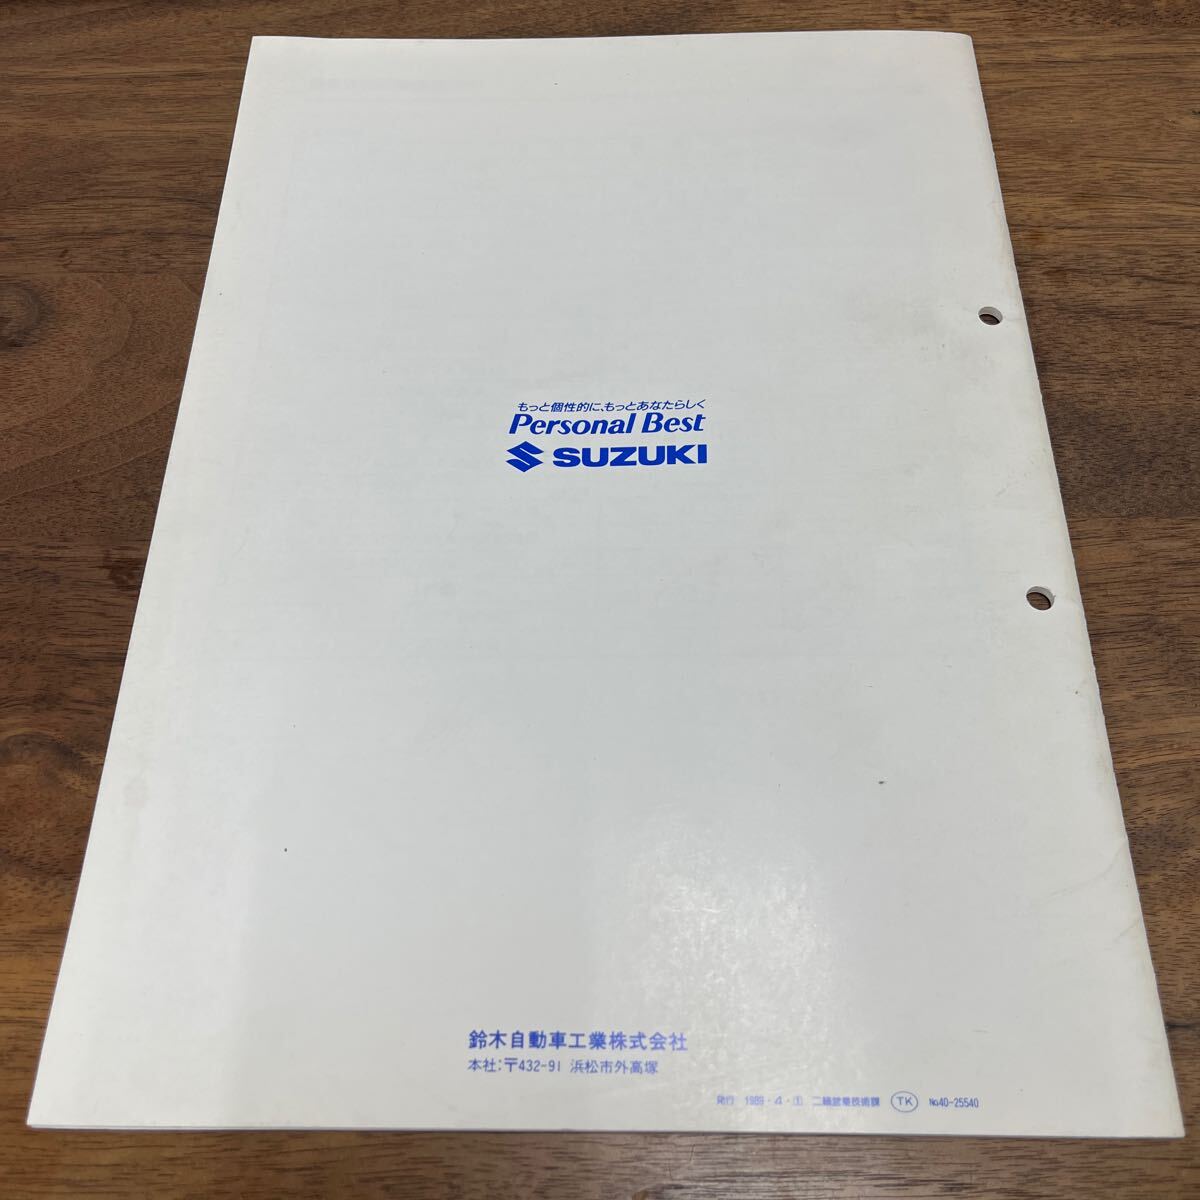 もっと個性的に、もっとあなたらしく
Personal Best
SUZUKI
鈴木自動車工業株式会社
本社:〒432-91 浜松市外高塚
発行 1989・4・① 二輪営業技術課 TK No.40-25540